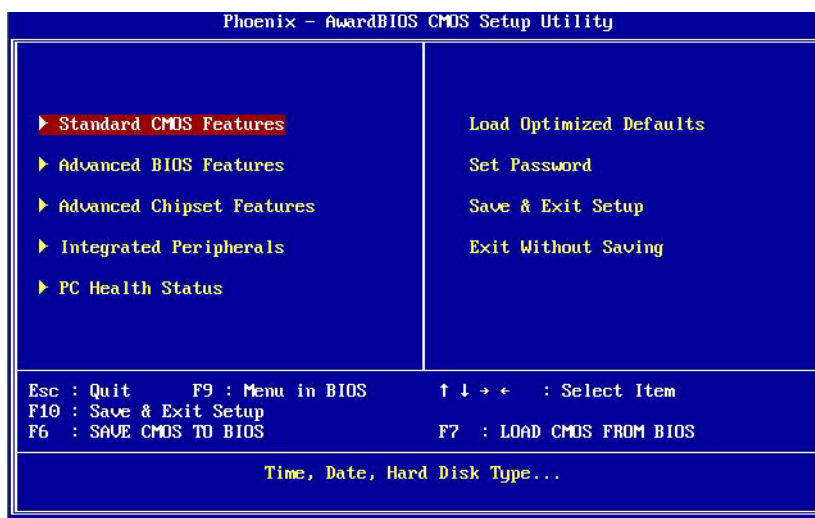 Phoenix - AwardBIOS CMOS Setup Utility
▶ Standard CMOS Features
▶ Advanced BIOS Features
▶ Advanced Chipset Features
▶ Integrated Peripherals
▶ PC Health Status
Load Optimized Defaults
Set Password
Save & Exit Setup
Exit Without Saving
Esc : Quit F9 : Menu in BIOS ↑ ↓ → ← : Select Item
F10 : Save & Exit Setup
F6 : SAVE CMOS TO BIOS F7 : LOAD CMOS FROM BIOS
Time, Date, Hard Disk Type...